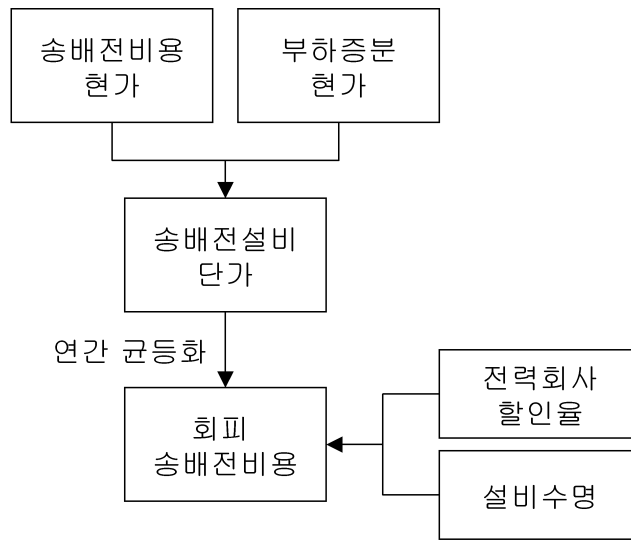 송배전비용
현가
부하증분
현가
송배전설비
단가
연간 균등화
회피
송배전비용
전력회사
할인율
설비수명